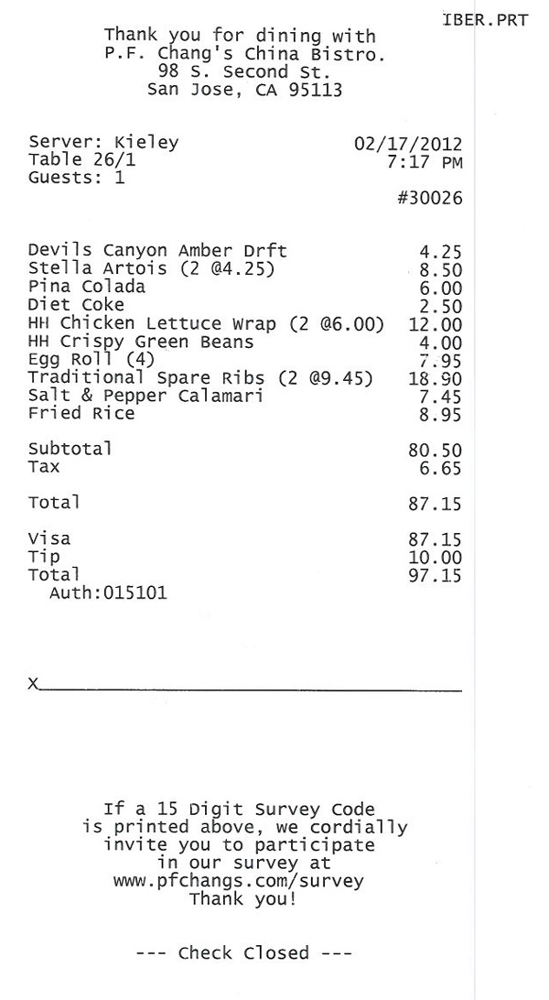 IBER.PRT
Thank you for dining with
P.F. Chang's China Bistro.
98 S. Second St.
San Jose, CA 95113
Server: Kieley 02/17/2012
Table 26/1 7:17 PM
Guests: 1
#30026
Devils Canyon Amber Drft 4.25
Stella Artois (2 @4.25) 8.50
Pina Colada 6.00
Diet Coke 2.50
HH Chicken Lettuce Wrap (2 @6.00) 12.00
HH Crispy Green Beans 4.00
Egg Roll (4) 7.95
Traditional Spare Ribs (2 @9.45) 18.90
Salt & Pepper Calamari 7.45
Fried Rice 8.95
Subtotal 80.50
Tax 6.65
Total 87.15
Visa 87.15
Tip 10.00
Total 97.15
Auth:015101
X
If a 15 Digit Survey Code
is printed above, we cordially
invite you to participate
in our survey at
www.pfchangs.com/survey
Thank you!
--- Check Closed ---